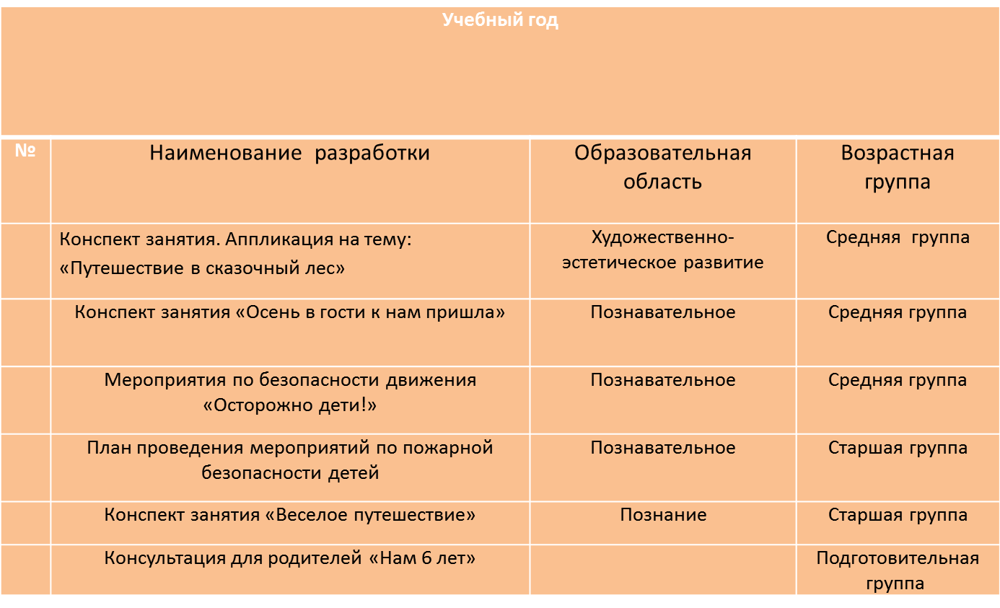 Учебный год
№
Наименование разработки
Образовательная
область
Возрастная
группа
Конспект занятия. Аппликация на тему:
«Путешествие в сказочный лес»
Художественно-
эстетическое развитие
Средняя группа
Конспект занятия «Осень в гости к нам пришла»
Познавательное
Средняя группа
Мероприятия по безопасности движения
«Осторожно дети!»
Познавательное
Средняя группа
План проведения мероприятий по пожарной
безопасности детей
Познавательное
Старшая группа
Конспект занятия «Веселое путешествие»
Познание
Старшая группа
Консультация для родителей «Нам 6 лет»
Подготовительная
группа